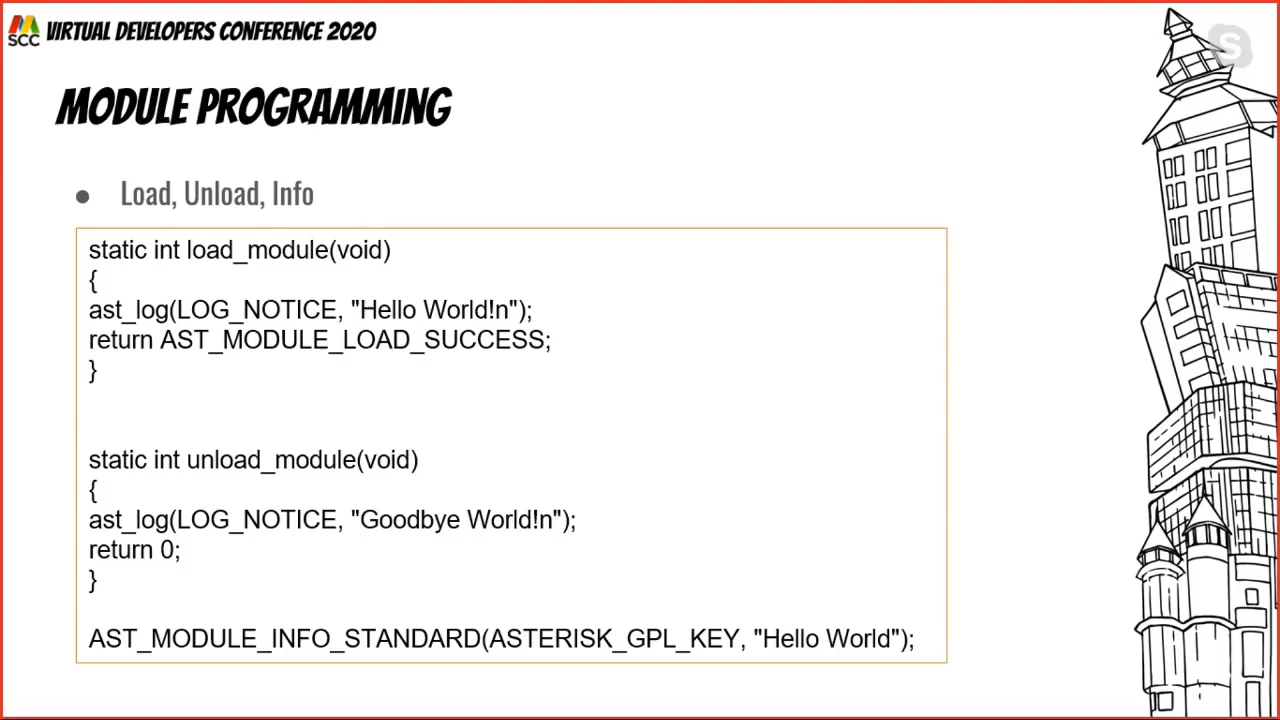 SCC VIRTUAL DEVELOPERS CONFERENCE 2020
S
MODULE PROGRAMMING
● Load, Unload, Info
static int load_module(void)
{
ast_log(LOG_NOTICE, "Hello World!n");
return AST_MODULE_LOAD_SUCCESS;
}
static int unload_module(void)
{
ast_log(LOG_NOTICE, "Goodbye World!n");
return 0;
}
AST_MODULE_INFO_STANDARD(ASTERISK_GPL_KEY, "Hello World");